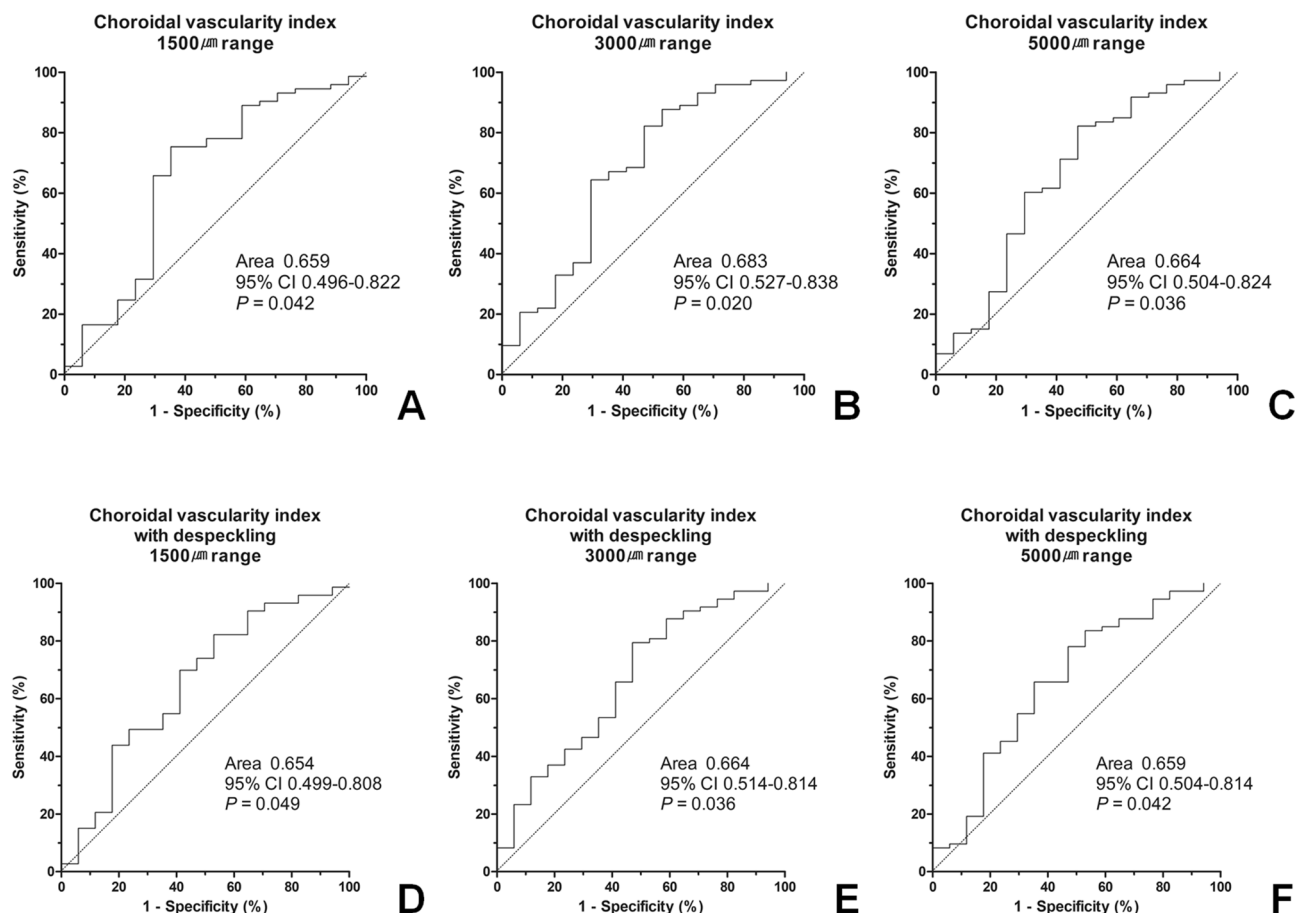 Choroidal vascularity index
1500㎛ range
100
80
60
40
20
0
Sensitivity (%)
0 20 40 60 80 100
1 - Specificity (%)
Area 0.659
95% CI 0.496-0.822
P = 0.042
A
Choroidal vascularity index
3000㎛ range
100
80
60
40
20
0
Sensitivity (%)
0 20 40 60 80 100
1 - Specificity (%)
Area 0.683
95% CI 0.527-0.838
P = 0.020
B
Choroidal vascularity index
5000㎛ range
100
80
60
40
20
0
Sensitivity (%)
0 20 40 60 80 100
1 - Specificity (%)
Area 0.664
95% CI 0.504-0.824
P = 0.036
C
Choroidal vascularity index
with despeckling
1500㎛ range
100
80
60
40
20
0
Sensitivity (%)
0 20 40 60 80 100
1 - Specificity (%)
Area 0.654
95% CI 0.499-0.808
P = 0.049
D
Choroidal vascularity index
with despeckling
3000㎛ range
100
80
60
40
20
0
Sensitivity (%)
0 20 40 60 80 100
1 - Specificity (%)
Area 0.664
95% CI 0.514-0.814
P = 0.036
E
Choroidal vascularity index
with despeckling
5000㎛ range
100
80
60
40
20
0
Sensitivity (%)
0 20 40 60 80 100
1 - Specificity (%)
Area 0.659
95% CI 0.504-0.814
P = 0.042
F